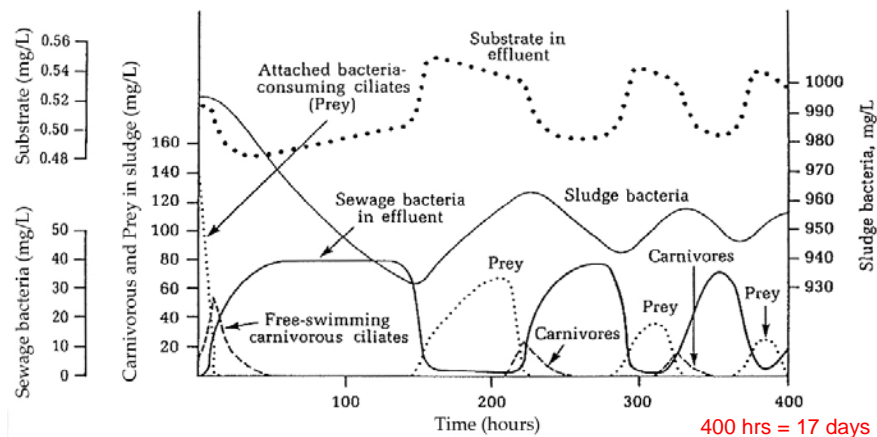 Substrate (mg/L)
0.56
0.54
0.52
0.50
0.48
Sewage bacteria (mg/L)
50
40
30
20
10
0
Carnivorous and Prey in sludge (mg/L)
160
140
120
100
80
60
40
20
Attached bacteria-
consuming ciliates
(Prey)
Substrate in
effluent
Sewage bacteria
in effluent
Sludge bacteria
Free-swimming
carnivorous ciliates
Prey
Carnivores
Prey
Carnivores
Prey
1000
990
980
970
960
950
940
930
Sludge bacteria, mg/L
100
200
300
400
Time (hours)
400 hrs = 17 days